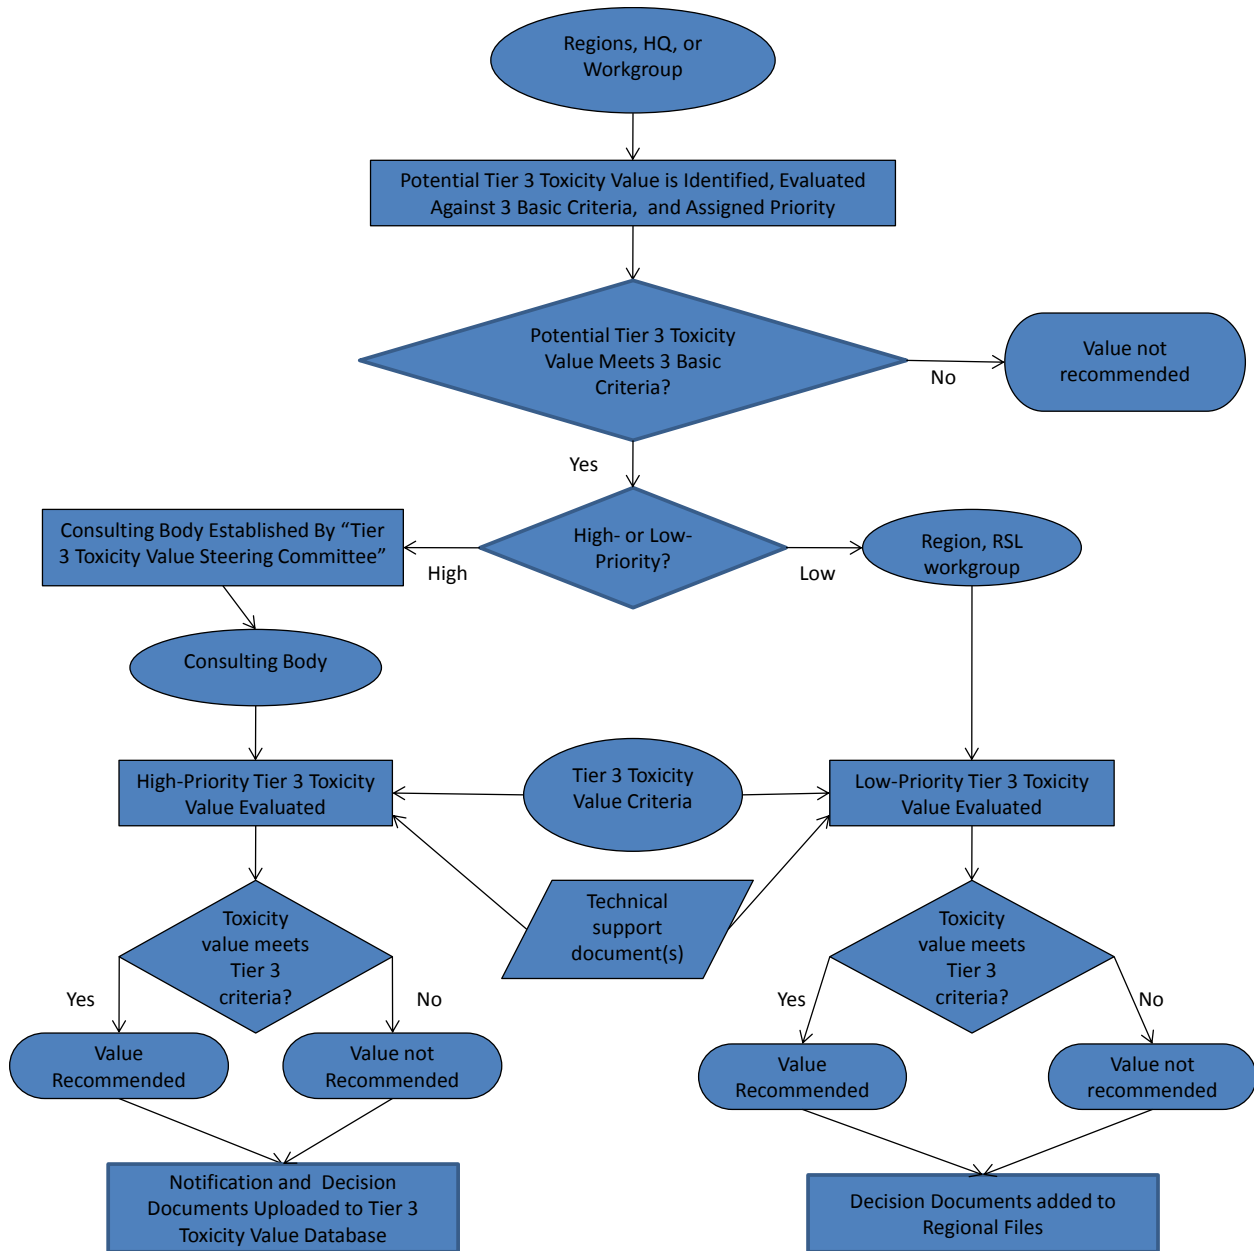 Regions, HQ, or
Workgroup
Potential Tier 3 Toxicity Value is Identified, Evaluated
Against 3 Basic Criteria, and Assigned Priority
Potential Tier 3 Toxicity
Value Meets 3 Basic
Criteria?
No
Value not
recommended
Yes
Consulting Body Established By “Tier
3 Toxicity Value Steering Committee”
High
High- or Low-
Priority?
Low
Region, RSL
workgroup
Consulting Body
High-Priority Tier 3 Toxicity
Value Evaluated
Tier 3 Toxicity
Value Criteria
Low-Priority Tier 3 Toxicity
Value Evaluated
Technical
support
document(s)
Toxicity
value meets
Tier 3
criteria?
Yes
No
Toxicity
value meets
Tier 3
criteria?
Yes
No
Value
Recommended
Value not
Recommended
Value
Recommended
Value not
recommended
Notification and Decision
Documents Uploaded to Tier 3
Toxicity Value Database
Decision Documents added to
Regional Files